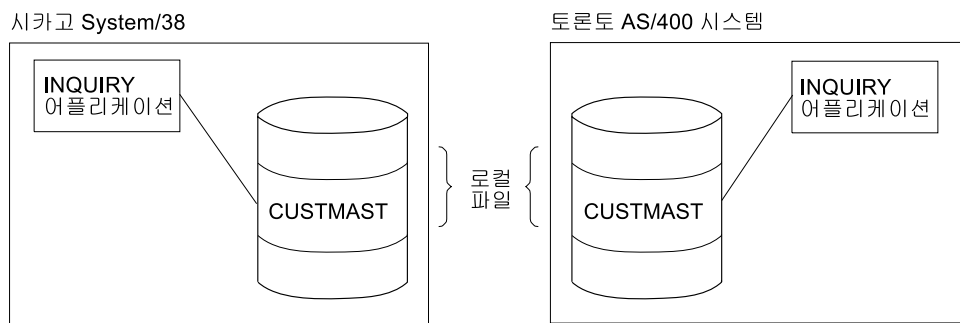 시카고 System/38
토론토 AS/400 시스템
INQUIRY
어플리케이션
INQUIRY
어플리케이션
로컬
파일
CUSTMAST
CUSTMAST